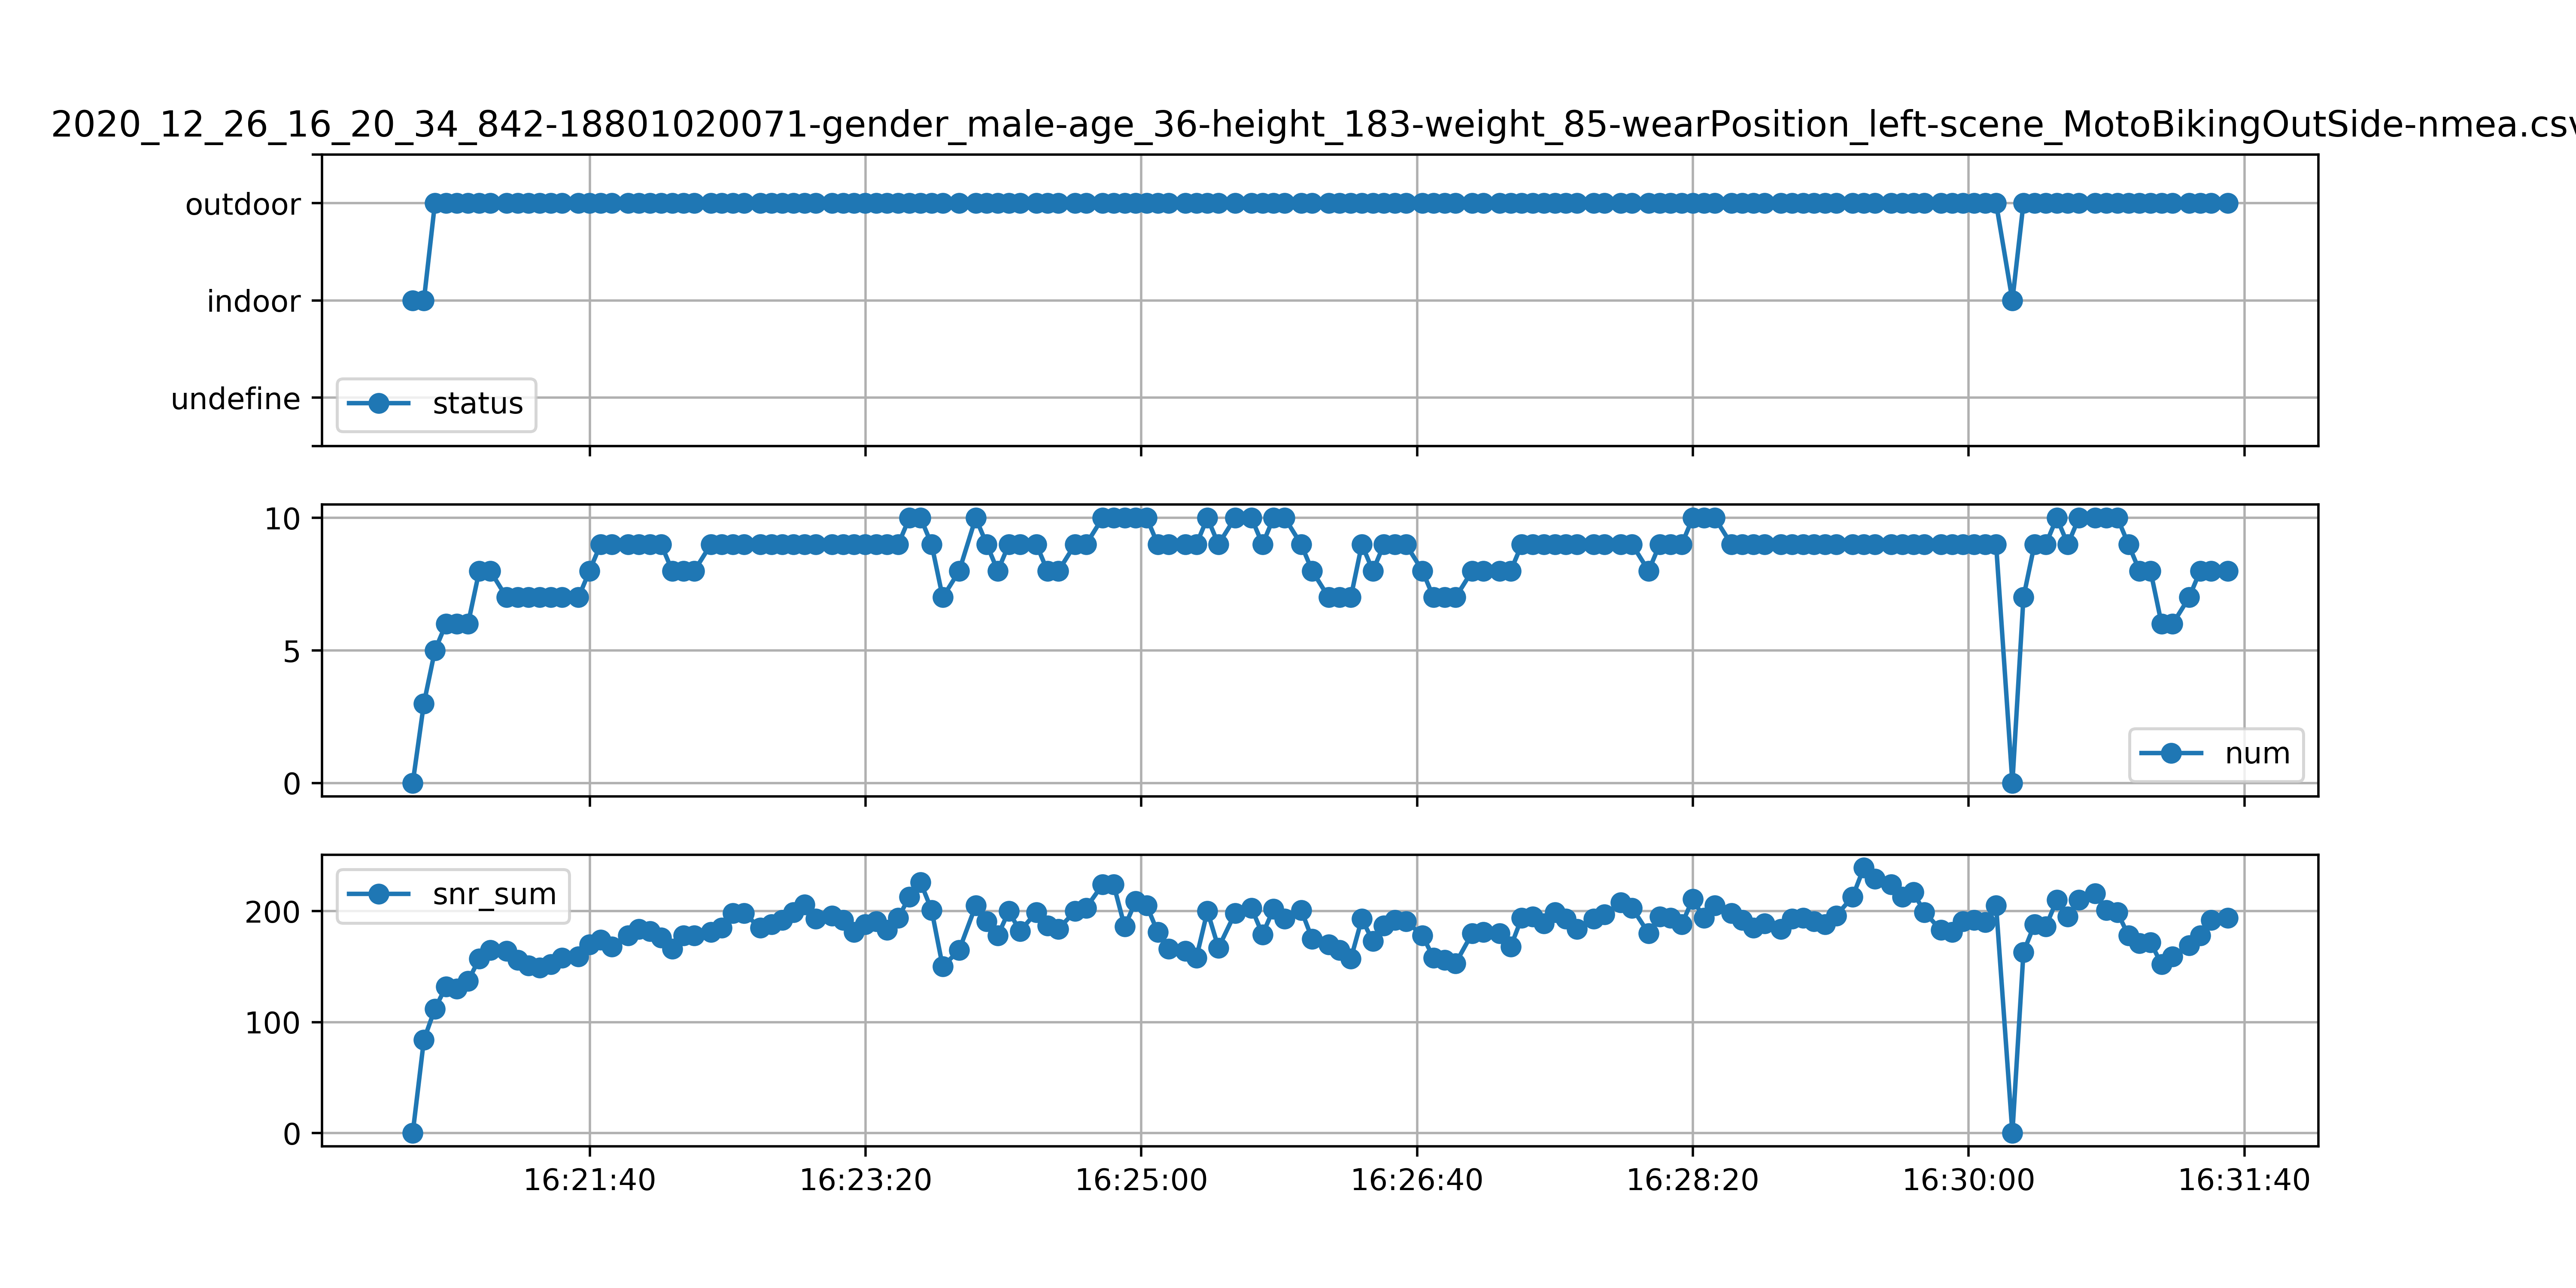 2020_12_26_16_20_34_842-18801020071-gender_male-age_36-height_183-weight_85-wearPosition_left-scene_MotoBikingOutSide-nmea.csv
outdoor
indoor
undefine
status
10
5
0
num
snr_sum
200
100
0
16:21:40 16:23:20 16:25:00 16:26:40 16:28:20 16:30:00 16:31:40